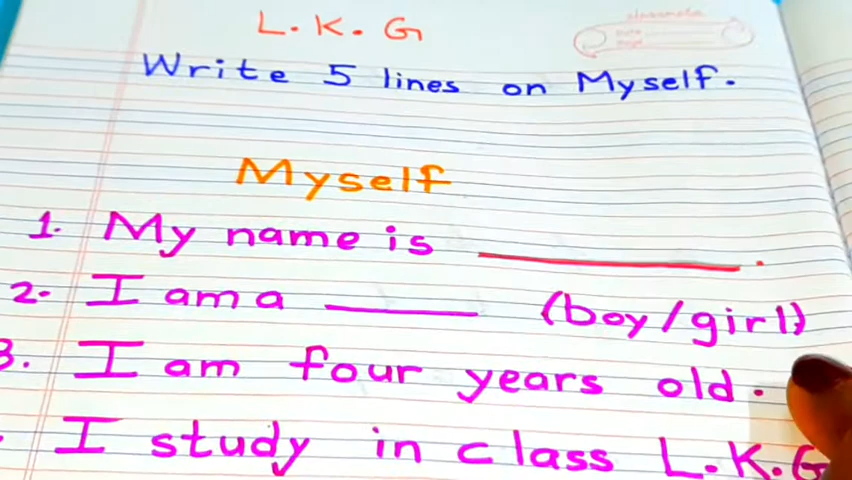 L. K. G
Write 5 lines on Myself.
Myself
1. My name is ________.
2. I am a ______ (boy/girl)
3. I am four years old.
I study in class L.K.G